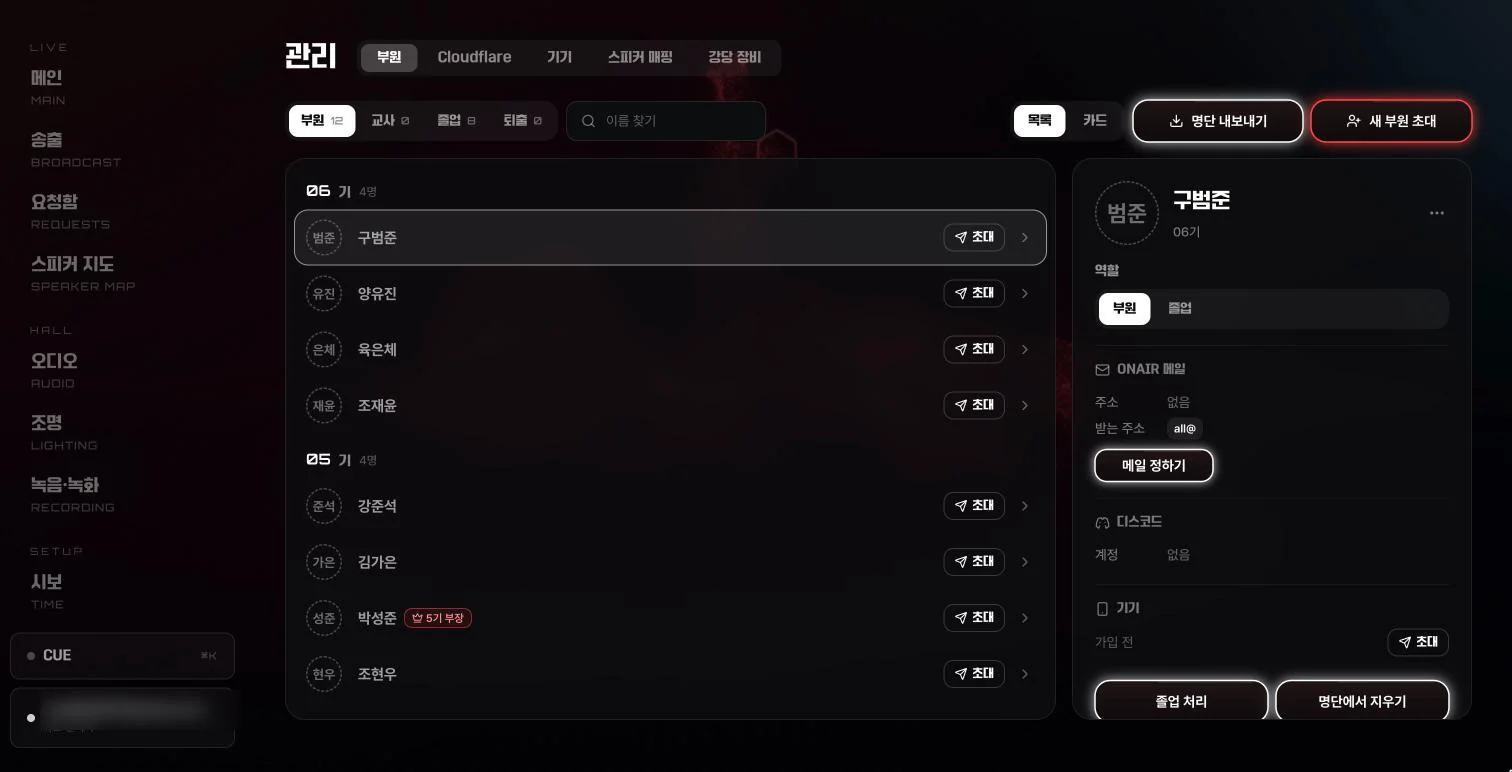 LIVE
메인
MAIN
송출
BROADCAST
요청함
REQUESTS
스피커 지도
SPEAKER MAP
HALL
오디오
AUDIO
조명
LIGHTING
녹음·녹화
RECORDING
SETUP
시보
TIME
CUE ⌘K
관리 부원 Cloudflare 기기 스피커 매핑 강당 장비
부원 12 교사 0 졸업 8 퇴출 0 이름 찾기 목록 카드 명단 내보내기 새 부원 초대
06 기 4명
범준 구범준 초대
유진 양유진 초대
은체 육은체 초대
재윤 조재윤 초대
05 기 4명
준석 강준석 초대
가은 김가은 초대
성준 박성준 5기 부장 초대
현우 조현우 초대
범준 구범준
06기
역할
부원 졸업
ONAIR 메일
주소 없음
받는 주소 all@
메일 정하기
디스코드
계정 없음
기기
가입 전 초대
졸업 처리 명단에서 지우기